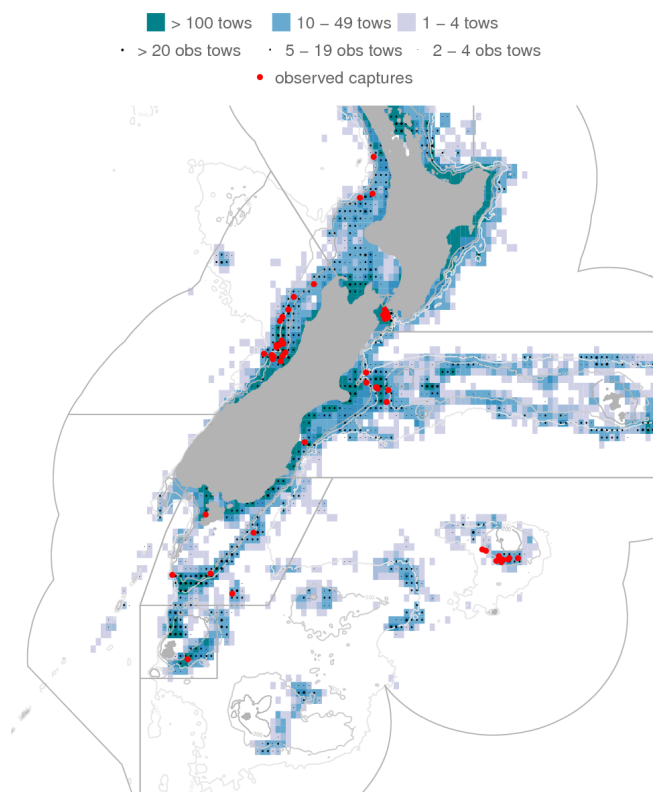 > 100 tows 10 − 49 tows 1 − 4 tows
> 20 obs tows 5 − 19 obs tows 2 − 4 obs tows
observed captures